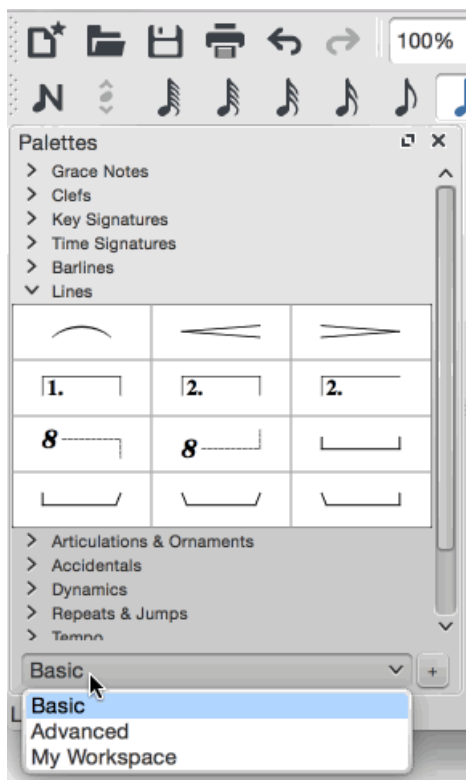 100%
Palettes
Grace Notes
Clefs
Key Signatures
Time Signatures
Barlines
Lines
1. 2. 2.
8 8
Articulations & Ornaments
Accidentals
Dynamics
Repeats & Jumps
Tempo
Basic
+
L
Basic
Advanced
My Workspace